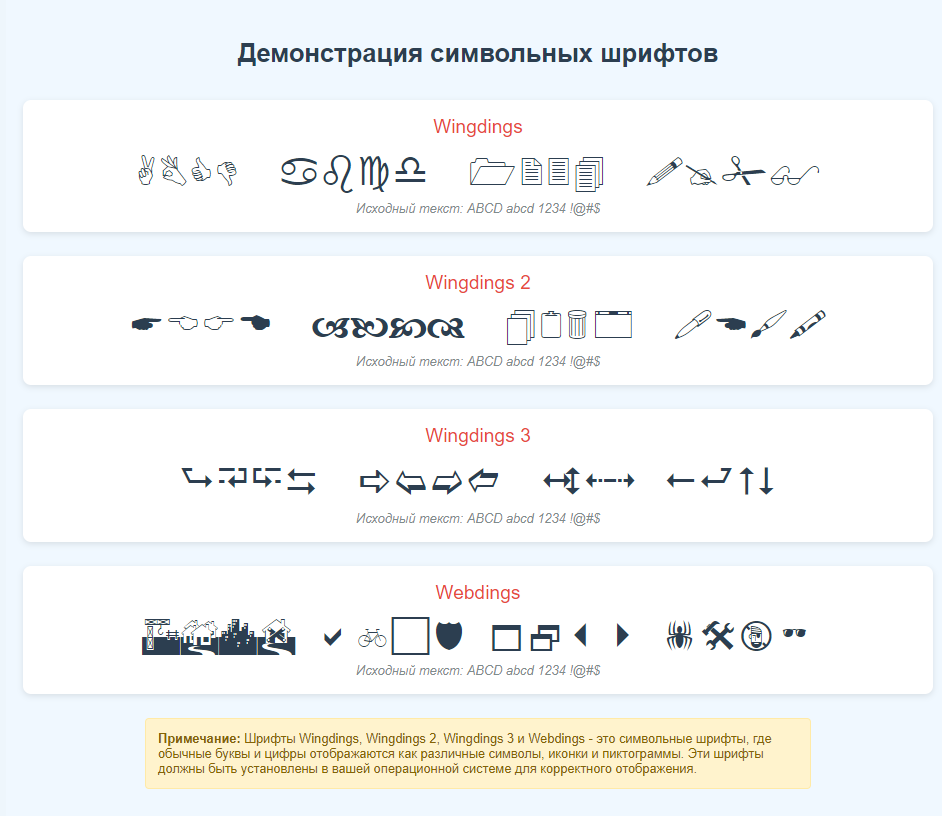 Демонстрация символьных шрифтов
Wingdings
Исходный текст: ABCD abcd 1234 !@#$
Wingdings 2
Исходный текст: ABCD abcd 1234 !@#$
Wingdings 3
Исходный текст: ABCD abcd 1234 !@#$
Webdings
Исходный текст: ABCD abcd 1234 !@#$
Примечание: Шрифты Wingdings, Wingdings 2, Wingdings 3 и Webdings - это символьные шрифты, где
обычные буквы и цифры отображаются как различные символы, иконки и пиктограммы. Эти шрифты
должны быть установлены в вашей операционной системе для корректного отображения.